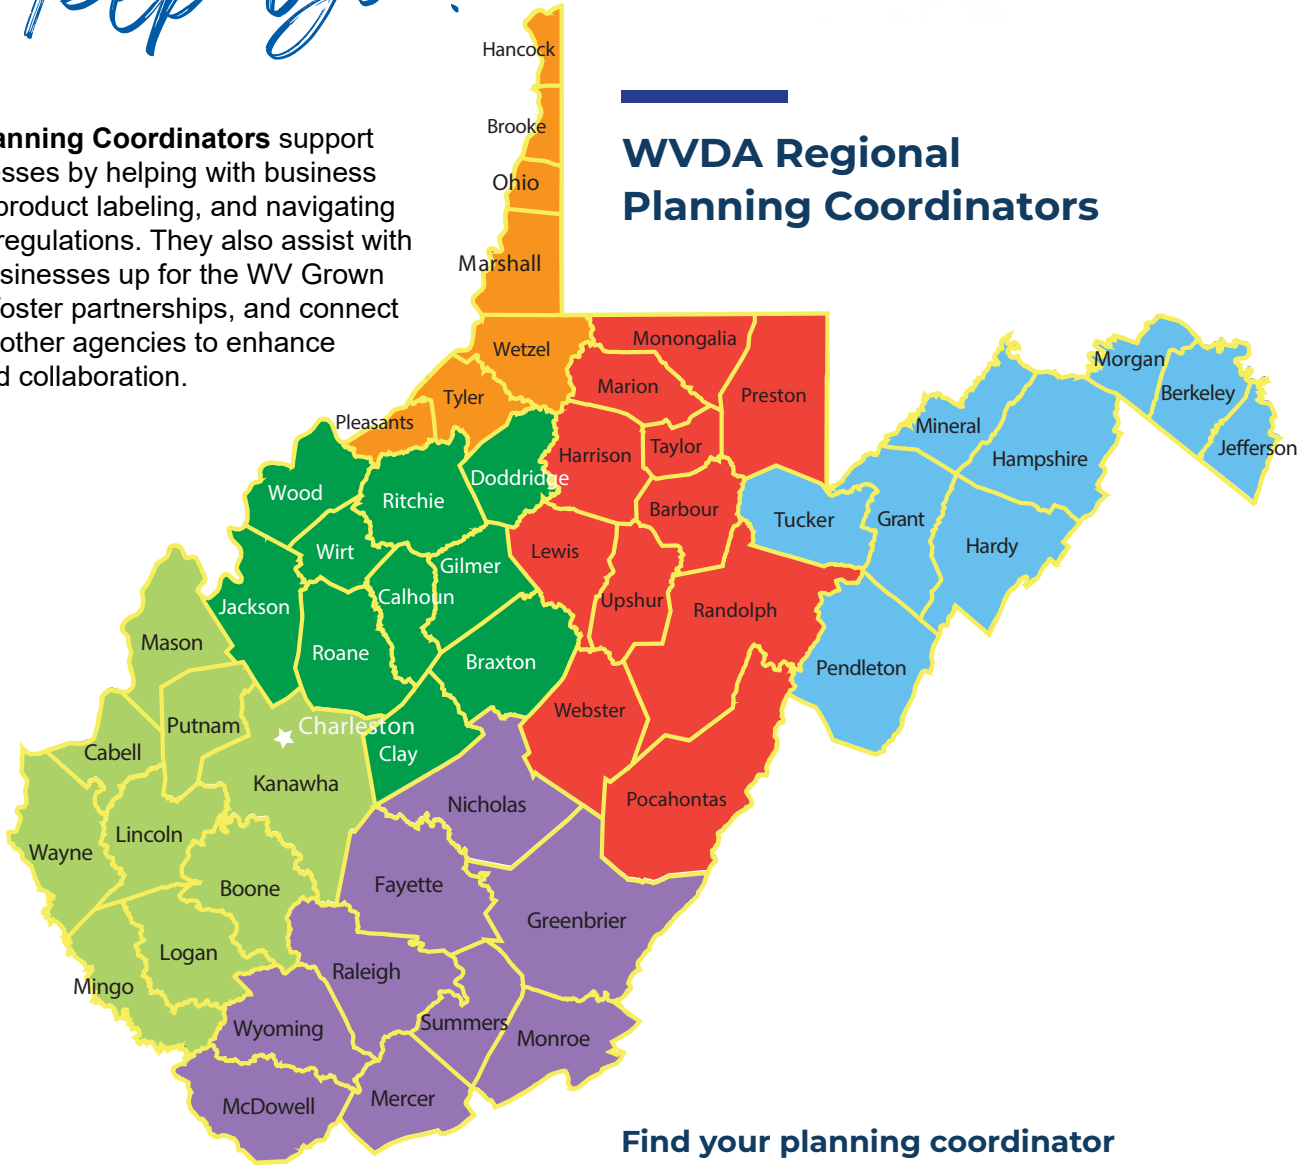 anning Coordinators support
sses by helping with business
product labeling, and navigating
regulations. They also assist with
sinesses up for the WV Grown
foster partnerships, and connect
other agencies to enhance
d collaboration.
WVDA Regional
Planning Coordinators
Hancock
Brooke
Ohio
Marshall
Wetzel
Tyler
Pleasants
Monongalia
Marion
Preston
Harrison
Taylor
Barbour
Doddridge
Wood
Ritchie
Wirt
Gilmer
Lewis
Upshur
Randolph
Tucker
Grant
Mineral
Hampshire
Hardy
Morgan
Berkeley
Jefferson
Pendleton
Jackson
Calhoun
Roane
Braxton
Mason
Putnam
Charleston
Clay
Webster
Cabell
Kanawha
Nicholas
Pocahontas
Wayne
Lincoln
Boone
Fayette
Greenbrier
Logan
Mingo
Raleigh
Wyoming
Summers
Monroe
McDowell
Mercer
Find your planning coordinator